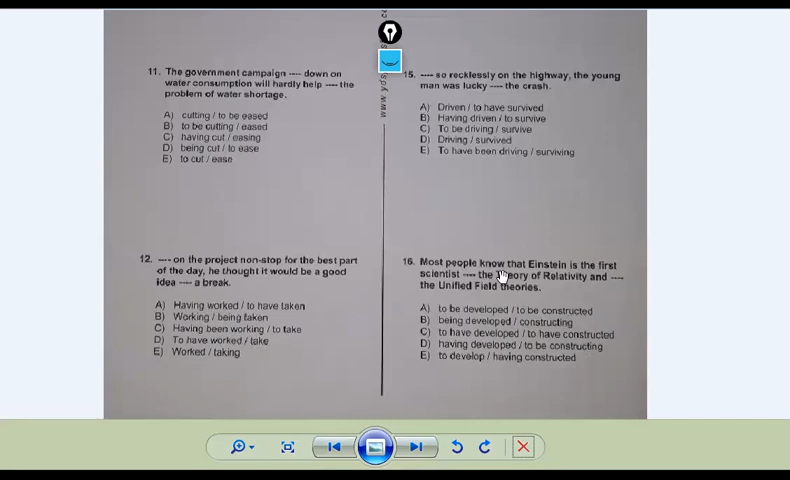 11. The government campaign ---- down on
water consumption will hardly help ---- the
problem of water shortage.
A) cutting / to be eased
B) to be cutting / eased
C) having cut / easing
D) being cut / to ease
E) to cut / ease
12. ---- on the project non-stop for the best part
of the day, he thought it would be a good
idea ---- a break.
A) Having worked / to have taken
B) Working / being taken
C) Having been working / to take
D) To have worked / take
E) Worked / taking
www.yds
15. ---- so recklessly on the highway, the young
man was lucky ---- the crash.
A) Driven / to have survived
B) Having driven / to survive
C) To be driving / survive
D) Driving / survived
E) To have been driving / surviving
16. Most people know that Einstein is the first
scientist ---- the Theory of Relativity and ----
the Unified Field theories.
A) to be developed / to be constructed
B) being developed / constructing
C) to have developed / to have constructed
D) having developed / to be constructing
E) to develop / having constructed